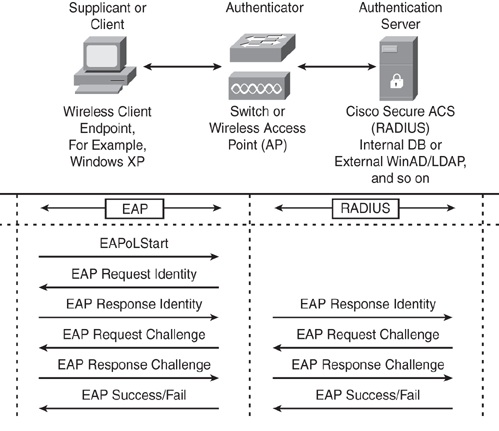 Supplicant or
Client
Authenticator
Authentication
Server
Wireless Client
Endpoint,
For Example,
Windows XP
Switch or
Wireless Access
Point (AP)
Cisco Secure ACS
(RADIUS)
Internal DB or
External WinAD/LDAP,
and so on
EAP
RADIUS
EAPoLStart
EAP Request Identity
EAP Response Identity
EAP Response Identity
EAP Request Challenge
EAP Request Challenge
EAP Response Challenge
EAP Response Challenge
EAP Success/Fail
EAP Success/Fail